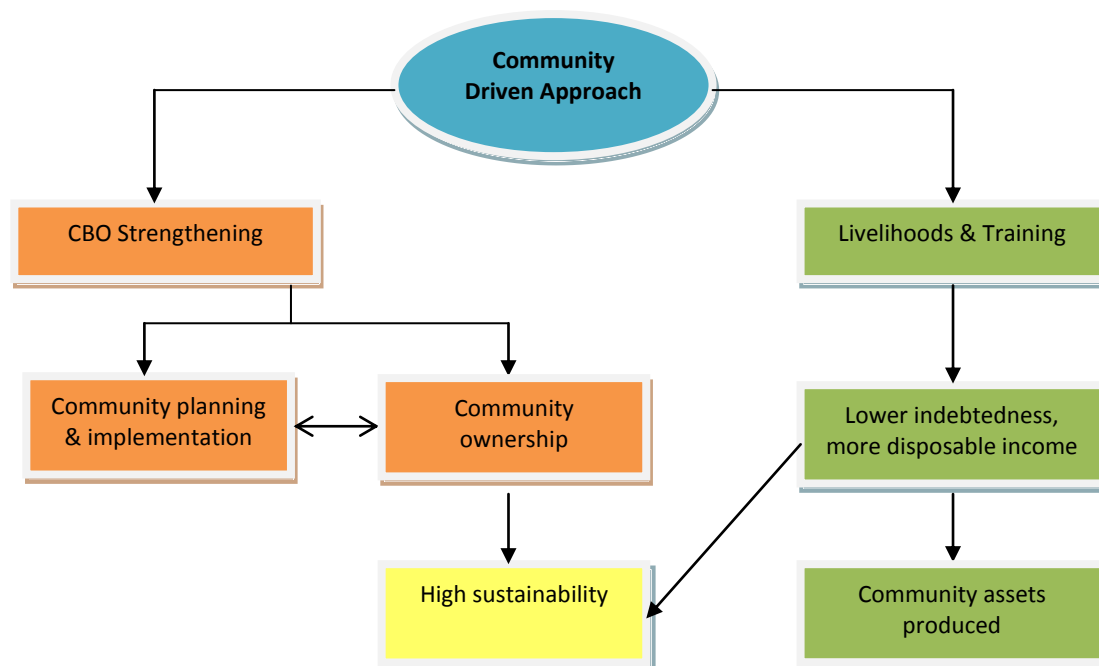 Community
Driven Approach
CBO Strengthening
Livelihoods & Training
Community planning
& implementation
Community
ownership
Lower indebtedness,
more disposable income
High sustainability
Community assets
produced